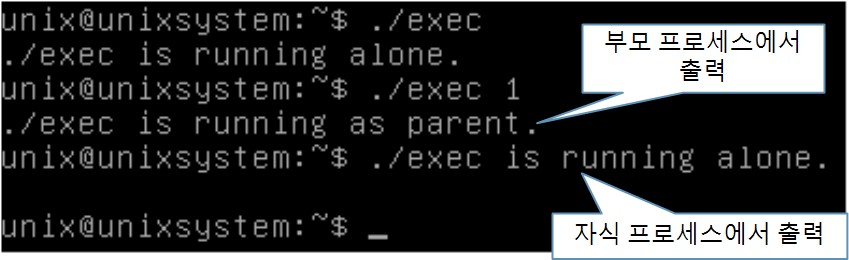 unix@unixsystem:~$ ./exec
./exec is running alone.
unix@unixsystem:~$ ./exec 1
./exec is running as parent.
unix@unixsystem:~$ ./exec is running alone.
unix@unixsystem:~$ _
부모 프로세스에서
출력
자식 프로세스에서 출력